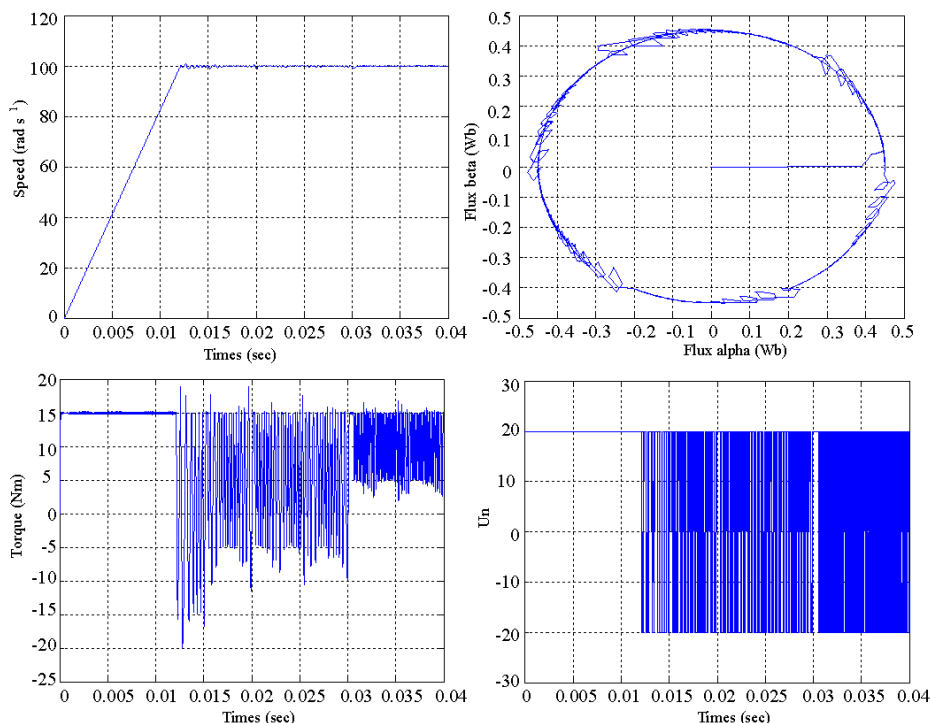 120
100
80
60
40
20
0
Speed (rad s -1)
0 0.005 0.01 0.015 0.02 0.025 0.03 0.035 0.04
Times (sec)
0.5
0.4
0.3
0.2
0.1
0
-0.1
-0.2
-0.3
-0.4
-0.5
Flux beta (Wb)
-0.5 -0.4 -0.3 -0.2 -0.1 0 0.1 0.2 0.3 0.4 0.5
Flux alpha (Wb)
20
15
10
5
0
-5
-10
-15
-20
-25
Torque (Nm)
0 0.005 0.01 0.015 0.02 0.025 0.03 0.035 0.04
Times (sec)
30
20
10
0
-10
-20
-30
Un
0 0.005 0.01 0.015 0.02 0.025 0.03 0.035 0.04
Times (sec)